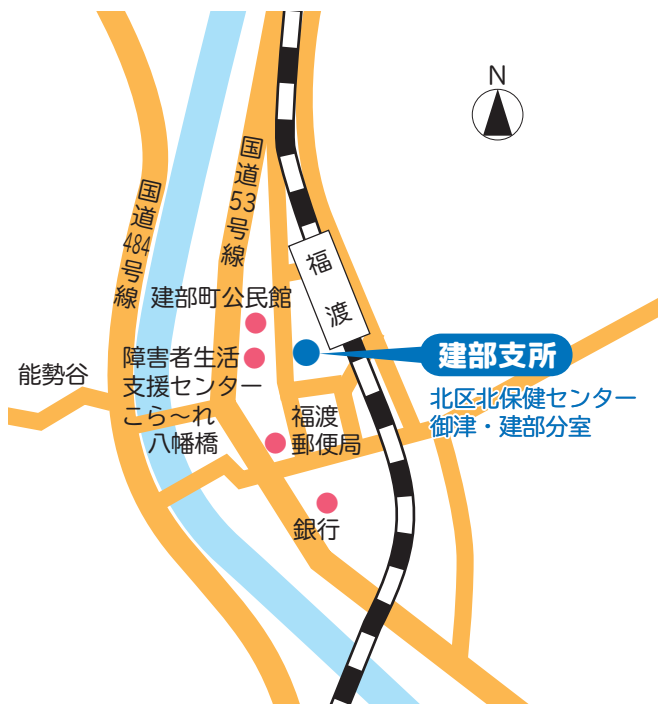 N
国道53号線
国道484号線
福渡
建部町公民館
建部支所
障害者生活
支援センター
こら～れ
能勢谷
北区北保健センター
御津・建部分室
八幡橋
福渡
郵便局
銀行